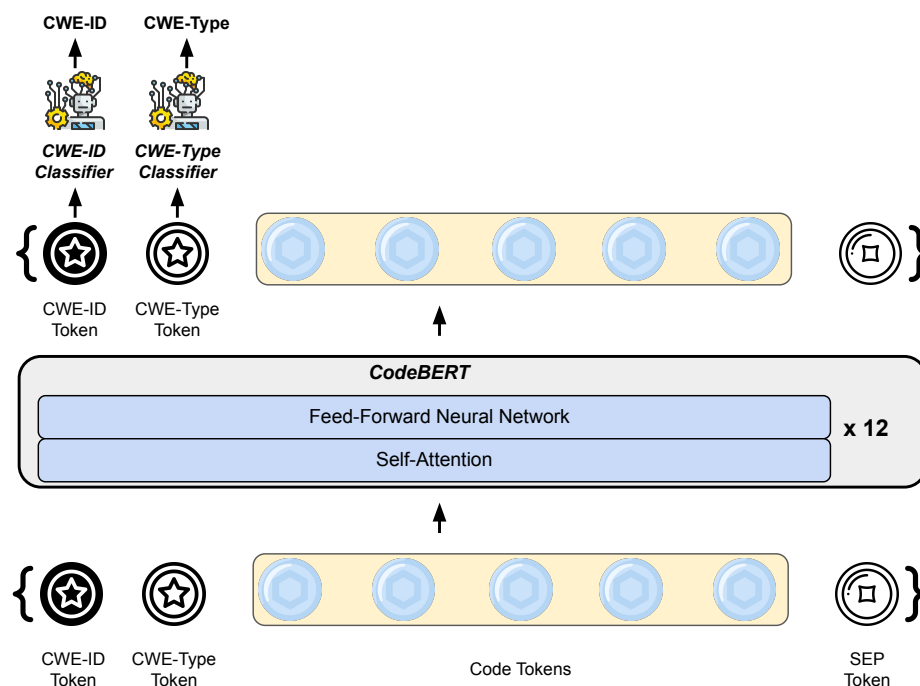 CWE-ID CWE-Type
CWE-ID CWE-Type
Classifier Classifier
{ }
CWE-ID CWE-Type
Token Token
CodeBERT
Feed-Forward Neural Network
x 12
Self-Attention
{ }
CWE-ID CWE-Type Code Tokens SEP
Token Token Token